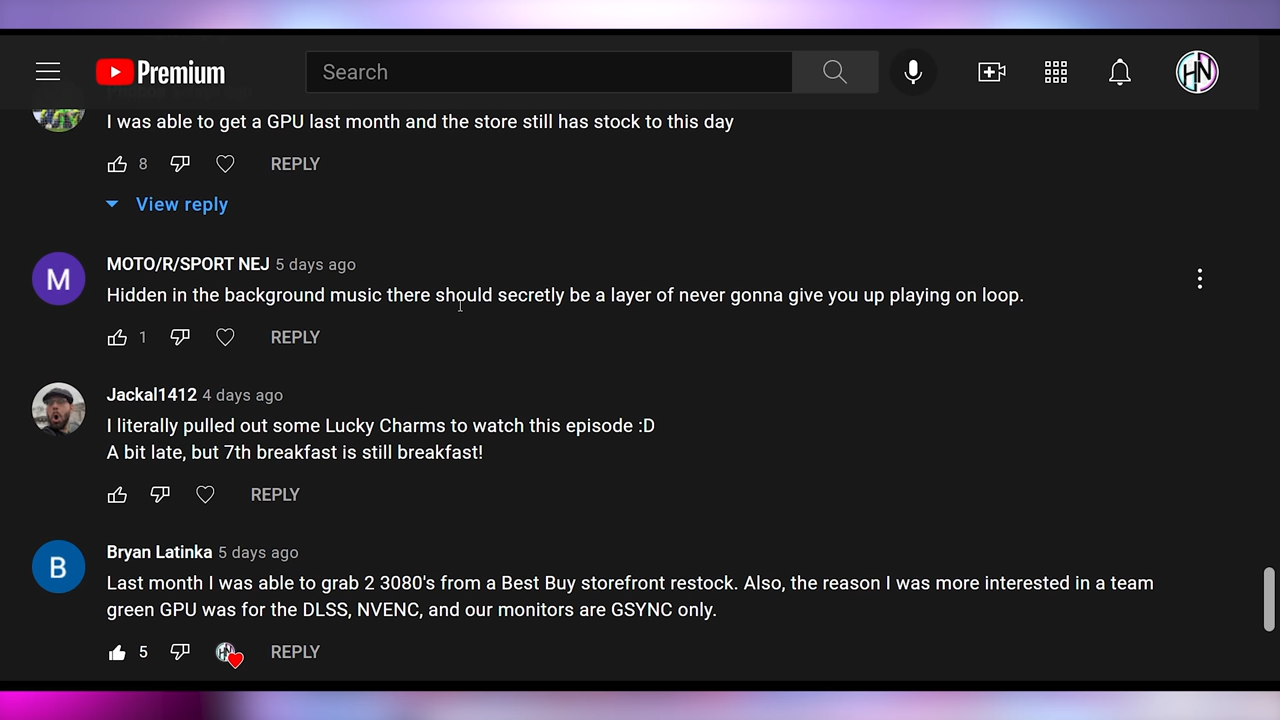 Premium
Search
HN
I was able to get a GPU last month and the store still has stock to this day
8 REPLY
View reply
M
MOTO/R/SPORT NEJ 5 days ago
Hidden in the background music there should secretly be a layer of never gonna give you up playing on loop.
1 REPLY
Jackal1412 4 days ago
I literally pulled out some Lucky Charms to watch this episode :D
A bit late, but 7th breakfast is still breakfast!
REPLY
B
Bryan Latinka 5 days ago
Last month I was able to grab 2 3080's from a Best Buy storefront restock. Also, the reason I was more interested in a team
green GPU was for the DLSS, NVENC, and our monitors are GSYNC only.
5 HN REPLY